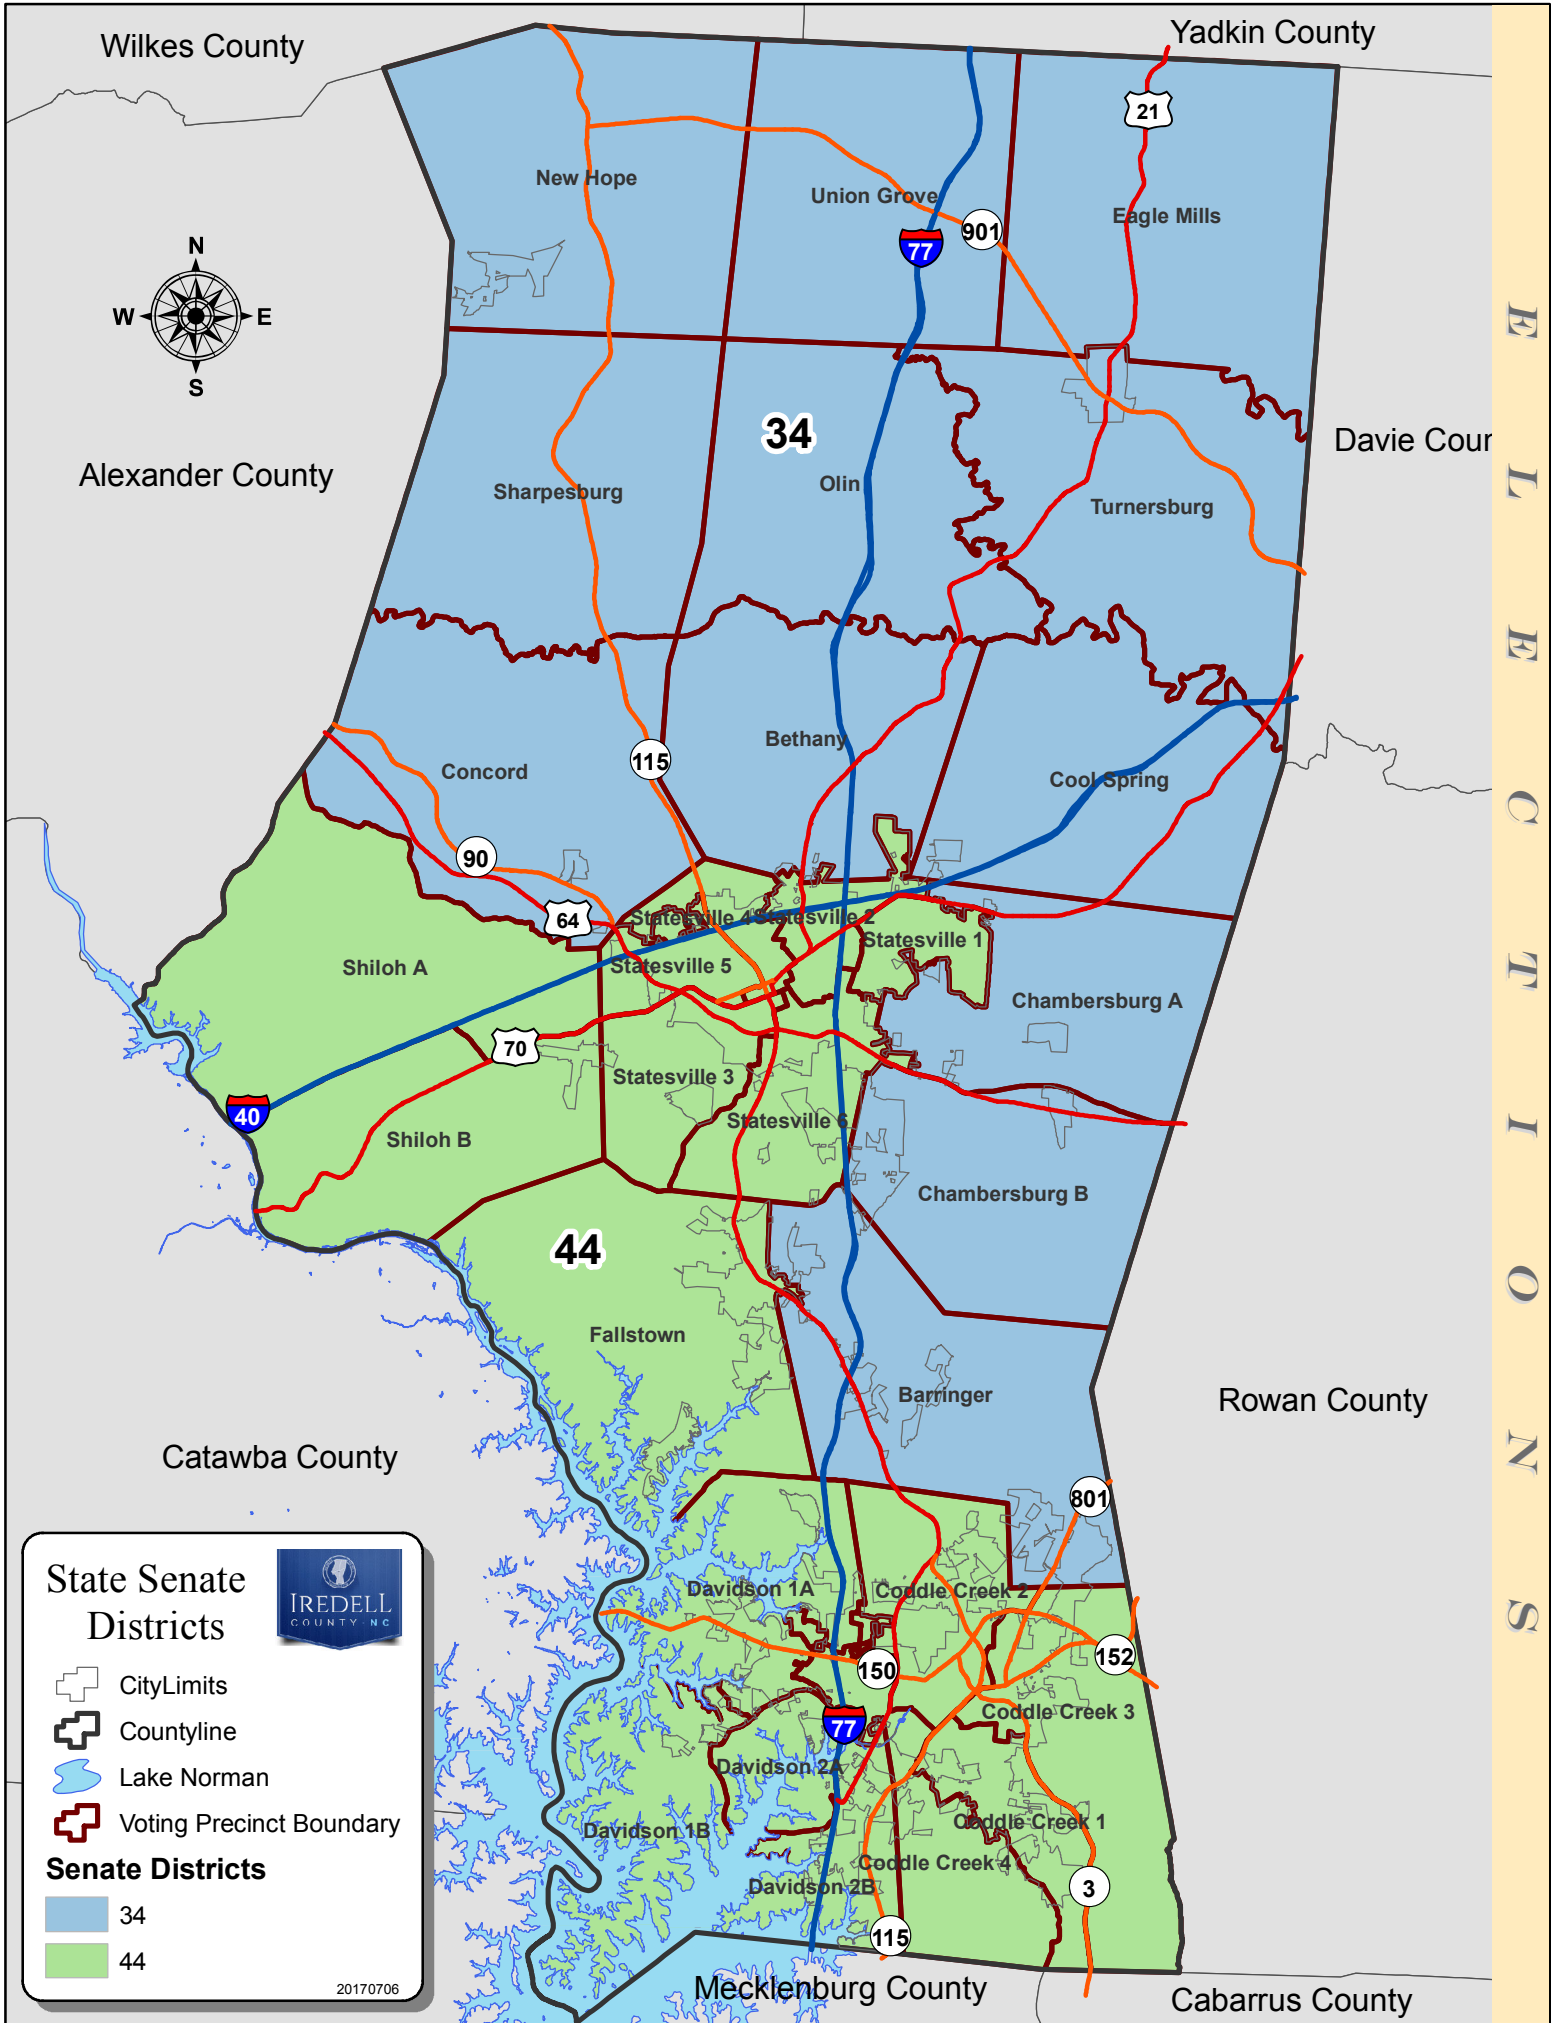 Wilkes County
Yadkin County
21
New Hope
Union Grove
Eagle Mills
901
77
N
W
E
S
E
L
E
C
T
I
O
N
S
34
Davie Cour
Alexander County
Olin
Sharpesburg
Turnersburg
Bethany
115
Concord
Cool Spring
90
64
Statesville 4
Statesville 2
Statesville 1
Shiloh A
Statesville 5
Chambersburg A
70
Statesville 3
40
Statesville 6
Shiloh B
Chambersburg B
44
Fallstown
Barringer
Rowan County
Catawba County
801
Davidson 1A
Coddle Creek 2
150
152
Coddle Creek 3
77
Davidson 2A
Davidson 1B
Coddle Creek 1
Coddle Creek 4
Davidson 2B
3
115
Mecklenburg County
Cabarrus County
State Senate
Districts
IREDELL
COUNTY NC
CityLimits
Countyline
Lake Norman
Voting Precinct Boundary
Senate Districts
34
44
20170706